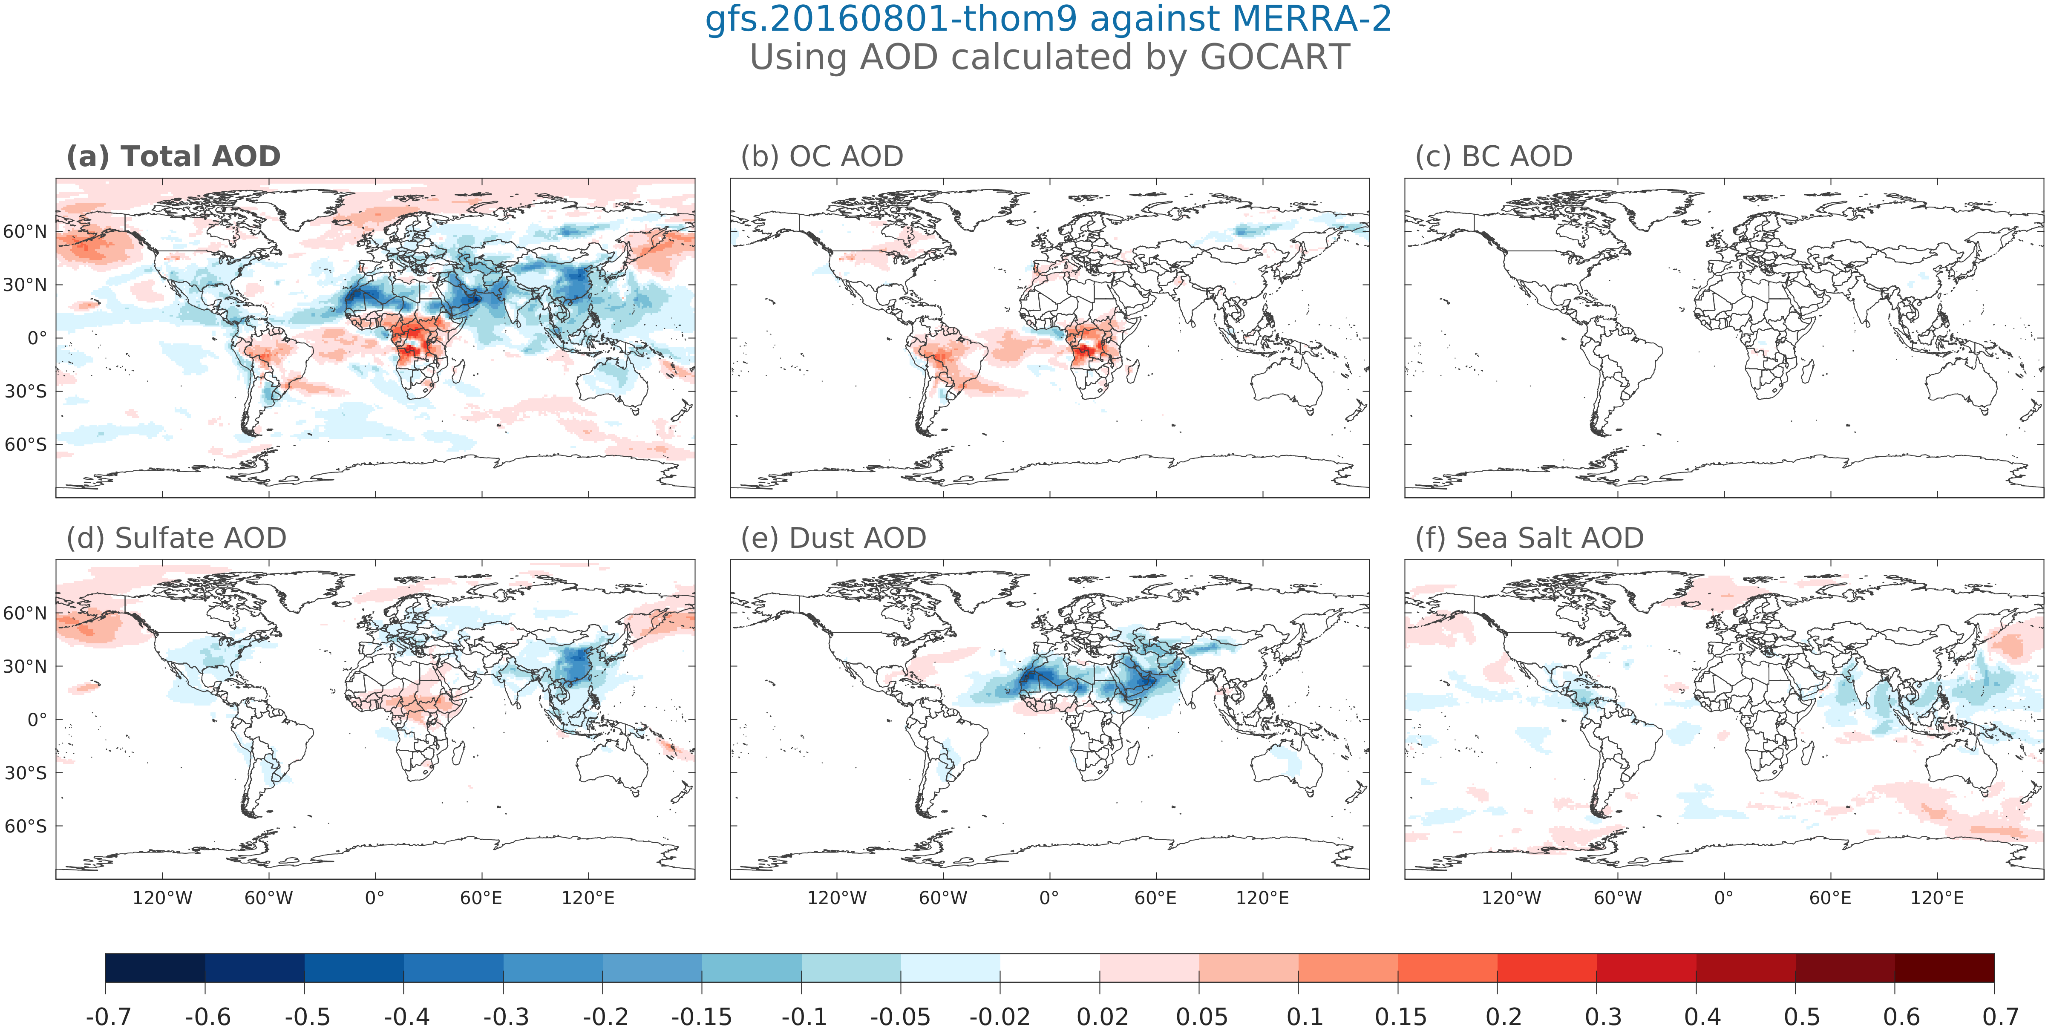 gfs.20160801-thom9 against MERRA-2
Using AOD calculated by GOCART
(a) Total AOD
(b) OC AOD
(c) BC AOD
60°N
30°N
0°
30°S
60°S
(d) Sulfate AOD
(e) Dust AOD
(f) Sea Salt AOD
60°N
30°N
0°
30°S
60°S
120°W 60°W 0° 60°E 120°E
120°W 60°W 0° 60°E 120°E
120°W 60°W 0° 60°E 120°E
-0.7 -0.6 -0.5 -0.4 -0.3 -0.2 -0.15 -0.1 -0.05 -0.02 0.02 0.05 0.1 0.15 0.2 0.3 0.4 0.5 0.6 0.7